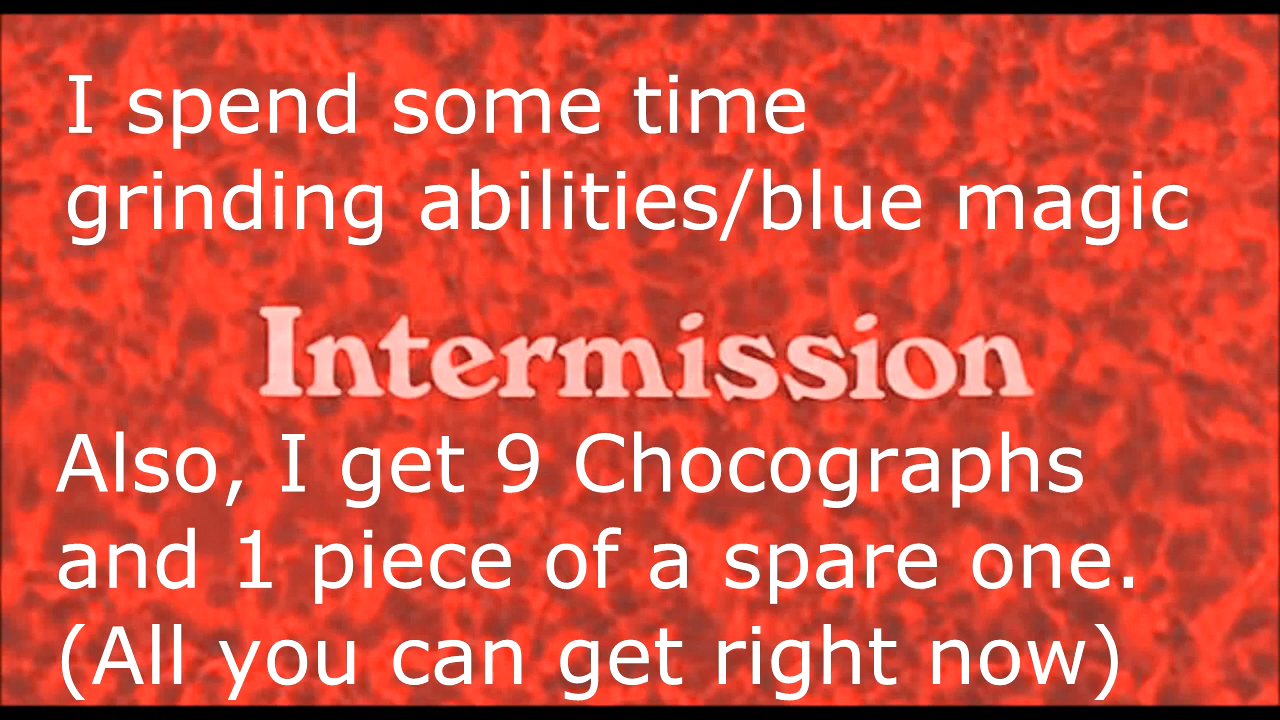 I spend some time
grinding abilities/blue magic
Intermission
Also, I get 9 Chocographs
and 1 piece of a spare one.
(All you can get right now)